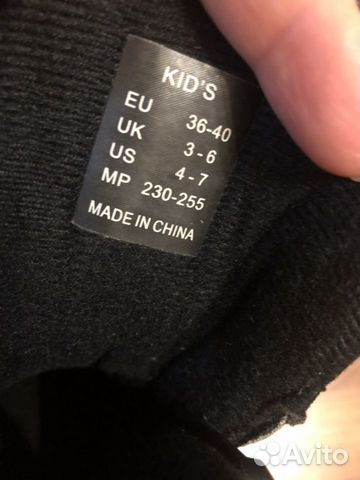 KID'S
EU 36-40
UK 3-6
US 4-7
MP 230-255
MADE IN CHINA
Avito